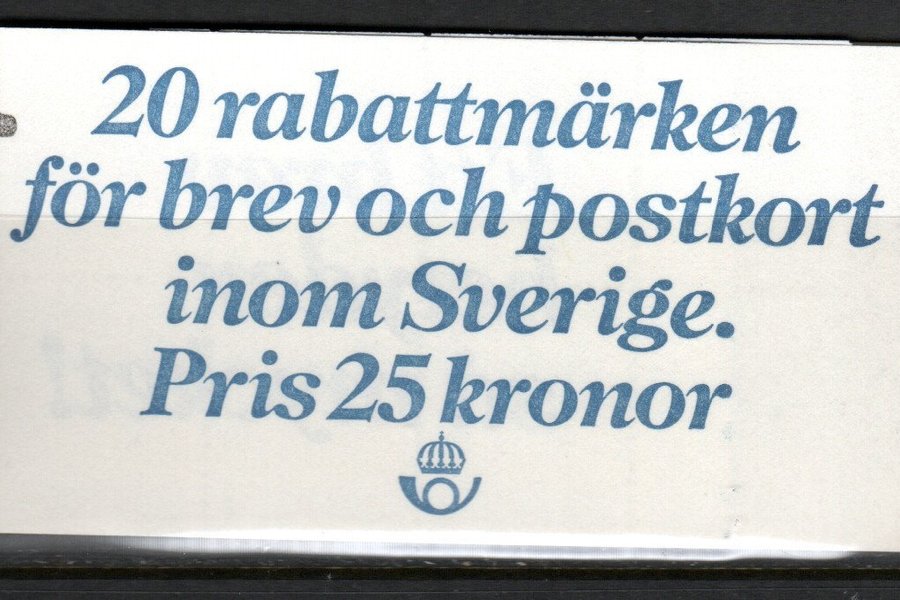 20 rabattmärken
för brev och postkort
inom Sverige.
Pris 25 kronor